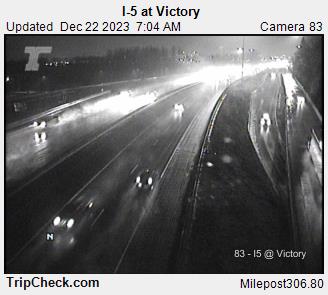 I-5 at Victory
Updated Dec 22 2023 7:04 AM Camera 83
T
N
83 - I5 @ Victory
TripCheck.com Milepost306.80